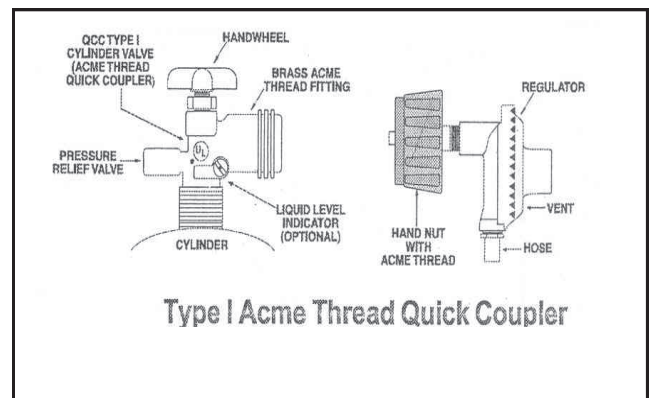 QCC TYPE I
CYLINDER VALVE
(ACME THREAD
QUICK COUPLER)
HANDWHEEL
BRASS ACME
THREAD FITTING
PRESSURE
RELIEF VALVE
UL
LIQUID LEVEL
INDICATOR
(OPTIONAL)
CYLINDER
REGULATOR
VENT
HAND NUT
WITH
ACME THREAD
HOSE
Type I Acme Thread Quick Coupler